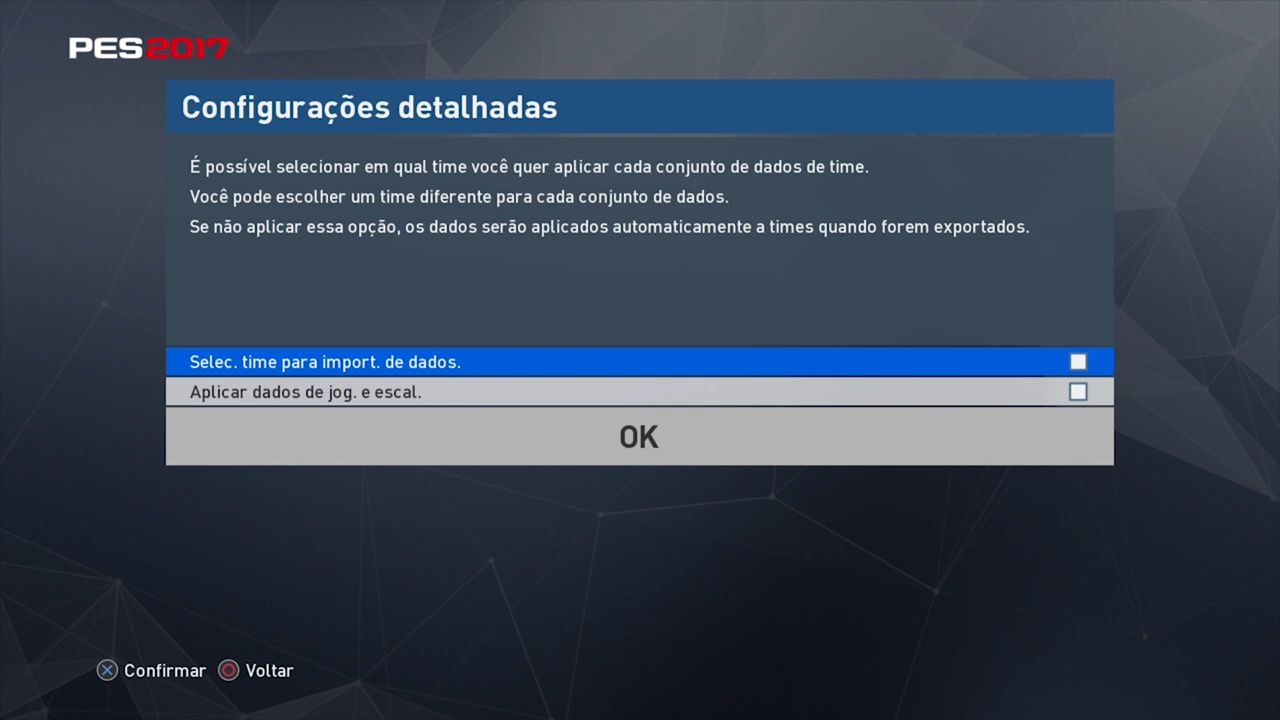 PES2017
Configurações detalhadas
É possível selecionar em qual time você quer aplicar cada conjunto de dados de time.
Você pode escolher um time diferente para cada conjunto de dados.
Se não aplicar essa opção, os dados serão aplicados automaticamente a times quando forem exportados.
Selec. time para import. de dados.
Aplicar dados de jog. e escal.
OK
Confirmar Voltar